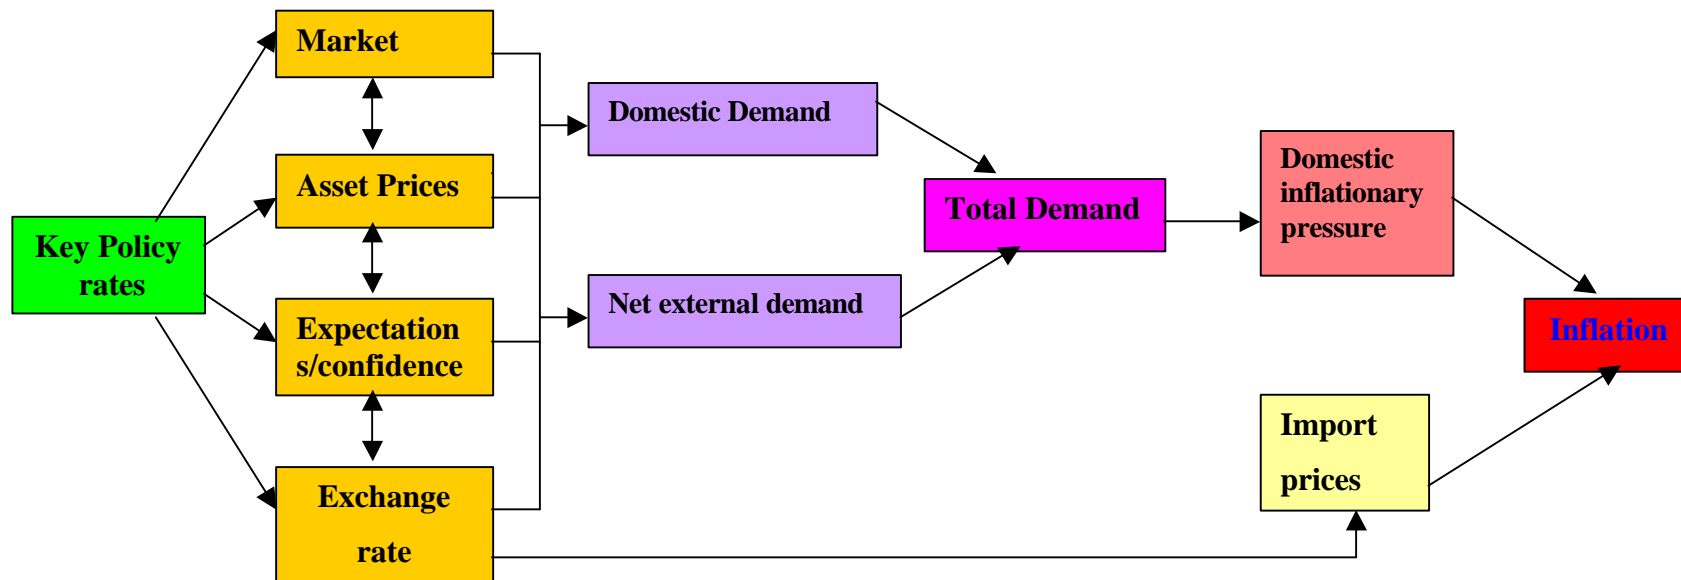 Market
Asset Prices
Key Policy
rates
Expectation
s/confidence
Exchange
rate
Domestic Demand
Net external demand
Total Demand
Domestic
inflationary
pressure
Import
prices
Inflation